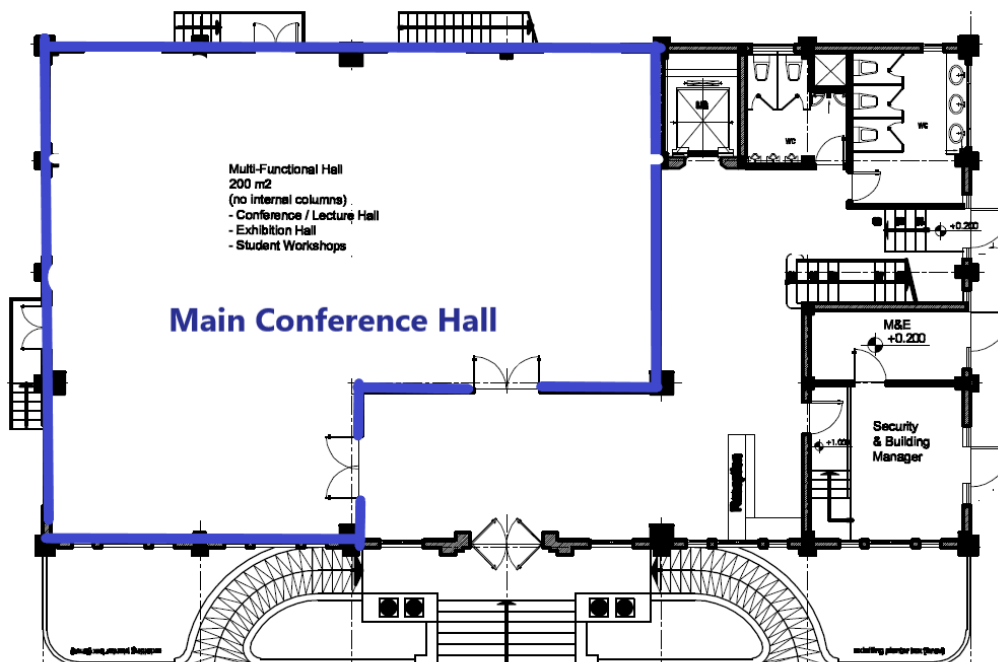 Multi-Functional Hall
200 m2
(no internal columns)
- Conference / Lecture Hall
- Exhibition Hall
- Student Workshops
Main Conference Hall
Lift
WC
WC
+0.200
M&E
+0.200
Security
& Building
Manager
+1.000
Reception